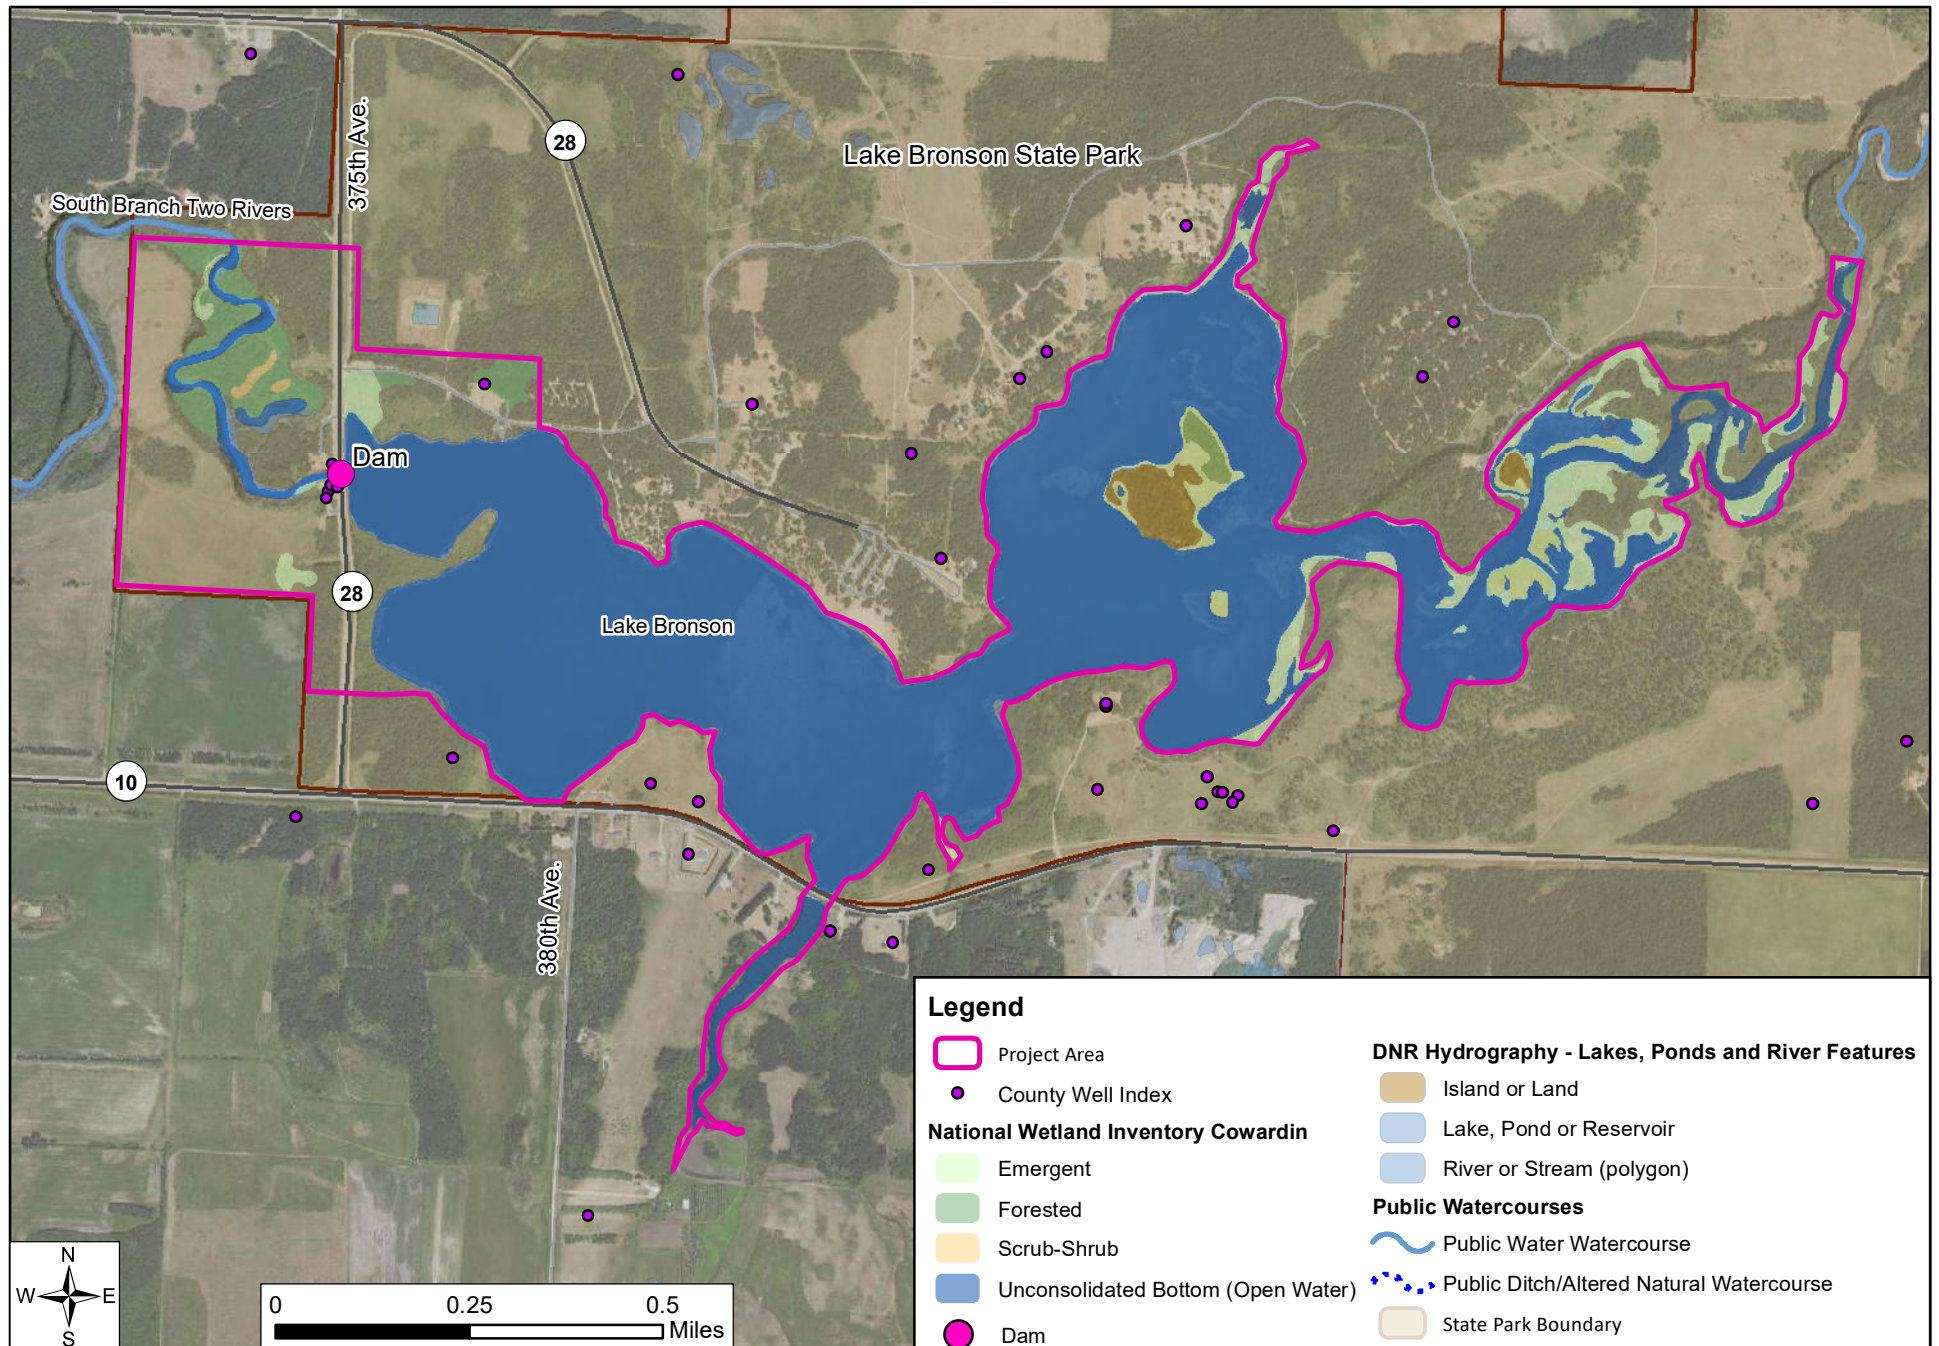 28
375th Ave.
Lake Bronson State Park
South Branch Two Rivers
Dam
28
Lake Bronson
10
380th Ave.
Legend
Project Area
County Well Index
National Wetland Inventory Cowardin
Emergent
Forested
Scrub-Shrub
Unconsolidated Bottom (Open Water)
Dam
DNR Hydrography - Lakes, Ponds and River Features
Island or Land
Lake, Pond or Reservoir
River or Stream (polygon)
Public Watercourses
Public Water Watercourse
Public Ditch/Altered Natural Watercourse
State Park Boundary
N
W E
S
0 0.25 0.5
Miles